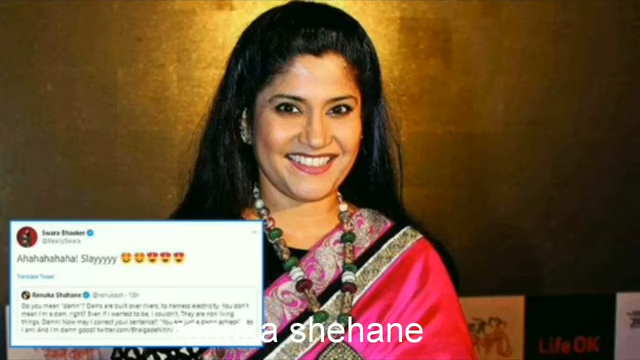 Swara Bhasker
@ReallySwara
Ahahahahaha! Slayyyyy 😍😍😍😍😍
Translate Tweet
Renuka Shahane @renukash · 18h
Do you mean "damn"? Dams are built over rivers, to harness electricity. You don't
mean I'm a dam, right? Even if I wanted to be, I couldn't. They are non living
things. Damn! Now may I correct your sentence? "You are just a damn actress"
I am! And I'm damn good!
shehane
Life OK